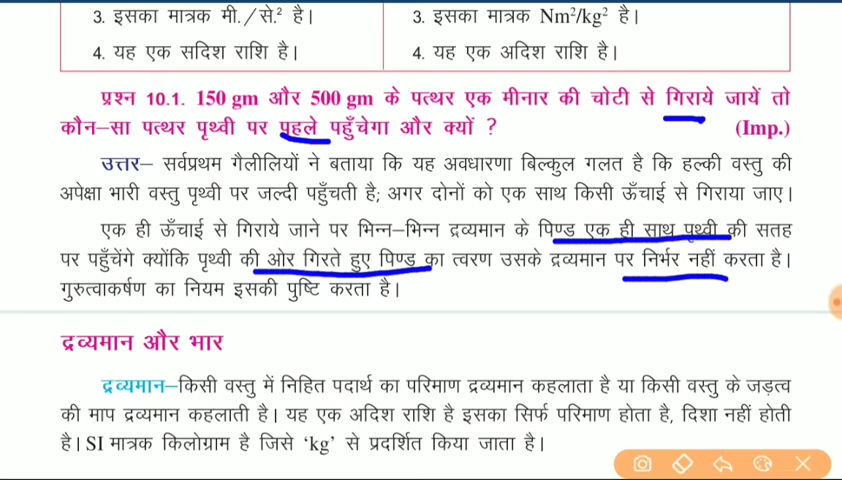 3. इसका मात्रक मी./से.² है।
3. इसका मात्रक Nm²/kg² है।
4. यह एक सदिश राशि है।
4. यह एक अदिश राशि है।
प्रश्न 10.1. 150 gm और 500 gm के पत्थर एक मीनार की चोटी से गिराये जायें तो
कौन–सा पत्थर पृथ्वी पर पहले पहुँचेगा और क्यों ? (Imp.)
उत्तर– सर्वप्रथम गैलीलियों ने बताया कि यह अवधारणा बिल्कुल गलत है कि हल्की वस्तु की
अपेक्षा भारी वस्तु पृथ्वी पर जल्दी पहुँचती है; अगर दोनों को एक साथ किसी ऊँचाई से गिराया जाए।
एक ही ऊँचाई से गिराये जाने पर भिन्न–भिन्न द्रव्यमान के पिण्ड एक ही साथ पृथ्वी की सतह
पर पहुँचेंगे क्योंकि पृथ्वी की ओर गिरते हुए पिण्ड का त्वरण उसके द्रव्यमान पर निर्भर नहीं करता है।
गुरुत्वाकर्षण का नियम इसकी पुष्टि करता है।
द्रव्यमान और भार
द्रव्यमान–किसी वस्तु में निहित पदार्थ का परिमाण द्रव्यमान कहलाता है या किसी वस्तु के जड़त्व
की माप द्रव्यमान कहलाती है। यह एक अदिश राशि है इसका सिर्फ परिमाण होता है, दिशा नहीं होती
है। SI मात्रक किलोग्राम है जिसे ‘kg’ से प्रदर्शित किया जाता है।